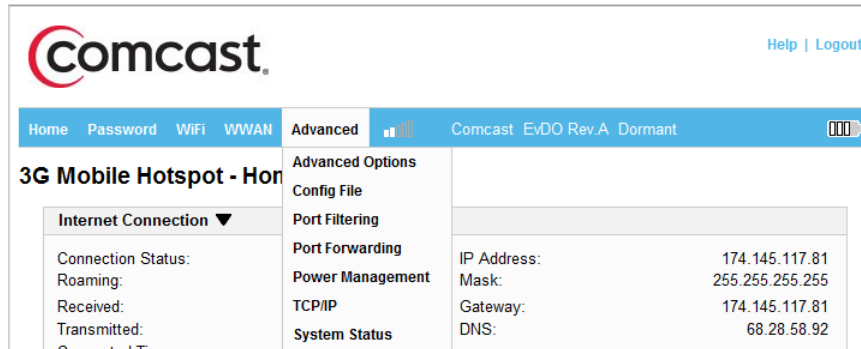 comcast.
Help | Logout
Home Password WiFi WWAN Advanced Comcast EvDO Rev.A Dormant
Advanced Options
Config File
Port Filtering
Port Forwarding
Power Management
TCP/IP
System Status
3G Mobile Hotspot -
Internet Connection ▼
Connection Status:
Roaming:
Received:
Transmitted:
IP Address: 174.145.117.81
Mask: 255.255.255.255
Gateway: 174.145.117.81
DNS: 68.28.58.92